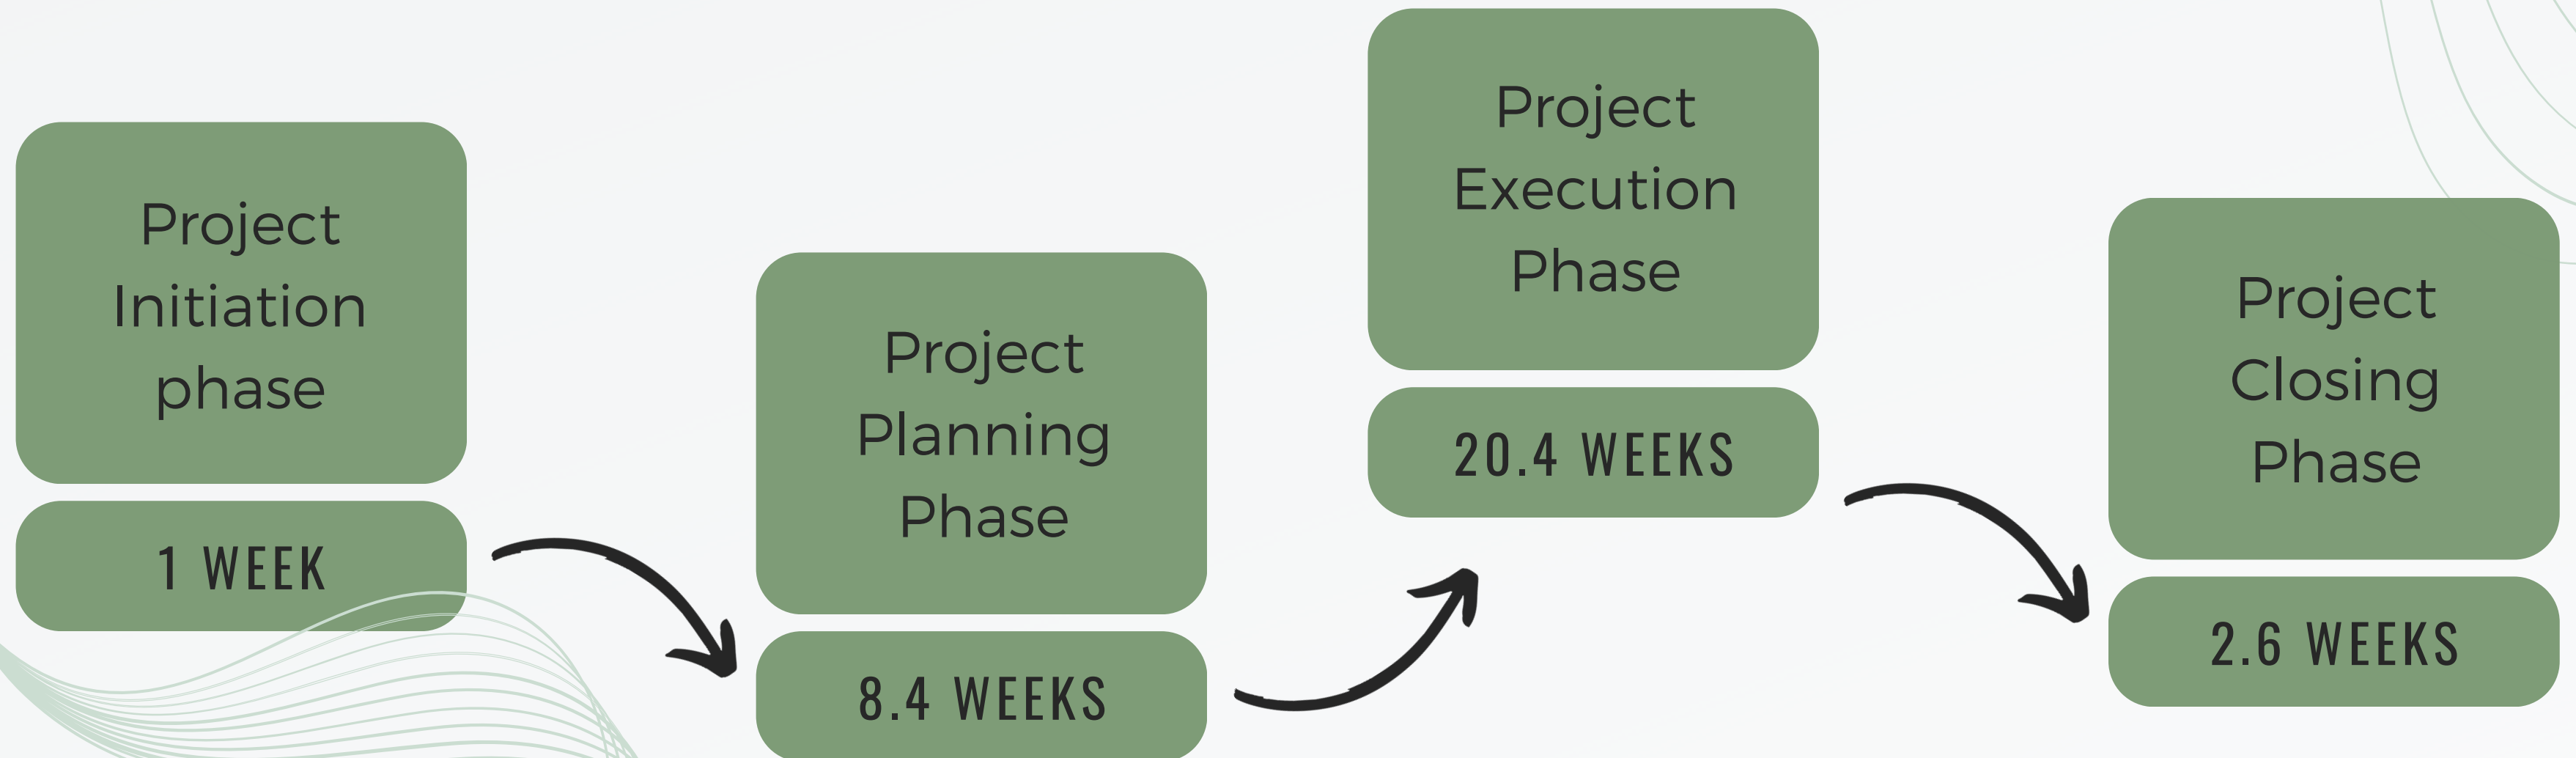 Project
Initiation
phase
1 WEEK
Project
Planning
Phase
8.4 WEEKS
Project
Execution
Phase
20.4 WEEKS
Project
Closing
Phase
2.6 WEEKS